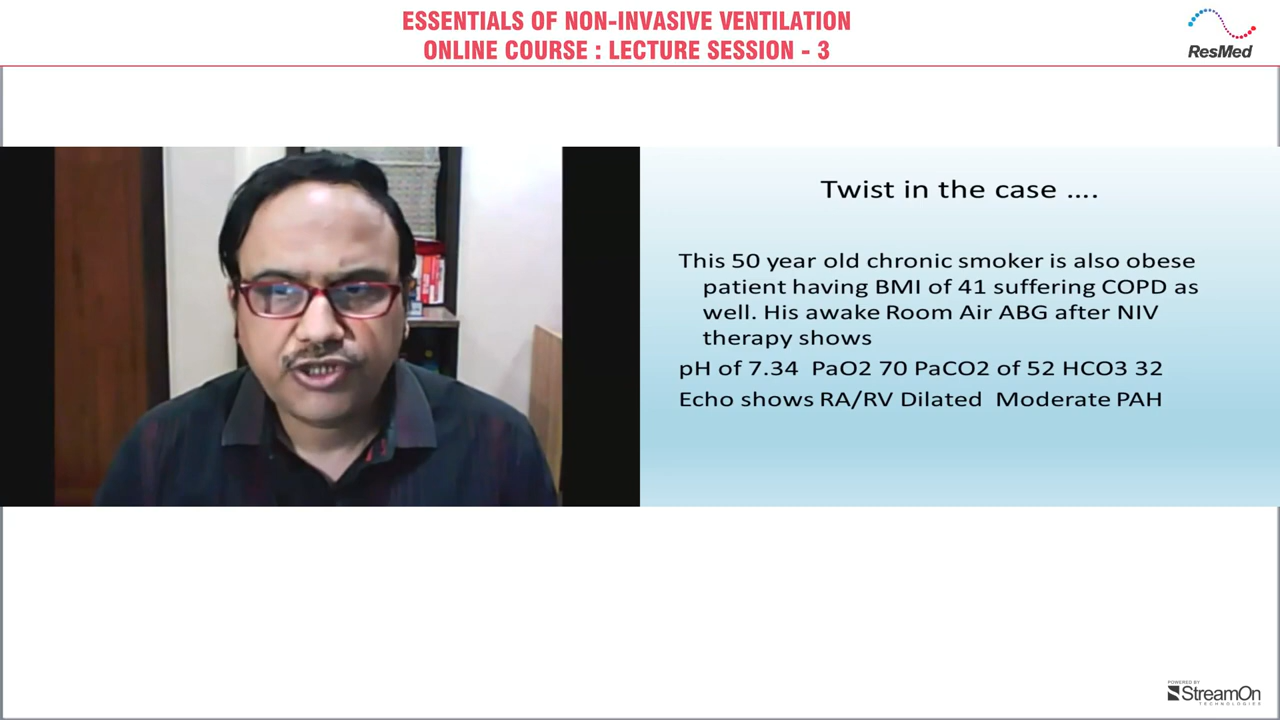 ESSENTIALS OF NON-INVASIVE VENTILATION
ONLINE COURSE : LECTURE SESSION - 3
ResMed
Twist in the case ....
This 50 year old chronic smoker is also obese
patient having BMI of 41 suffering COPD as
well. His awake Room Air ABG after NIV
therapy shows
pH of 7.34 PaO2 70 PaCO2 of 52 HCO3 32
Echo shows RA/RV Dilated Moderate PAH
POWERED BY
StreamOn
TECHNOLOGIES